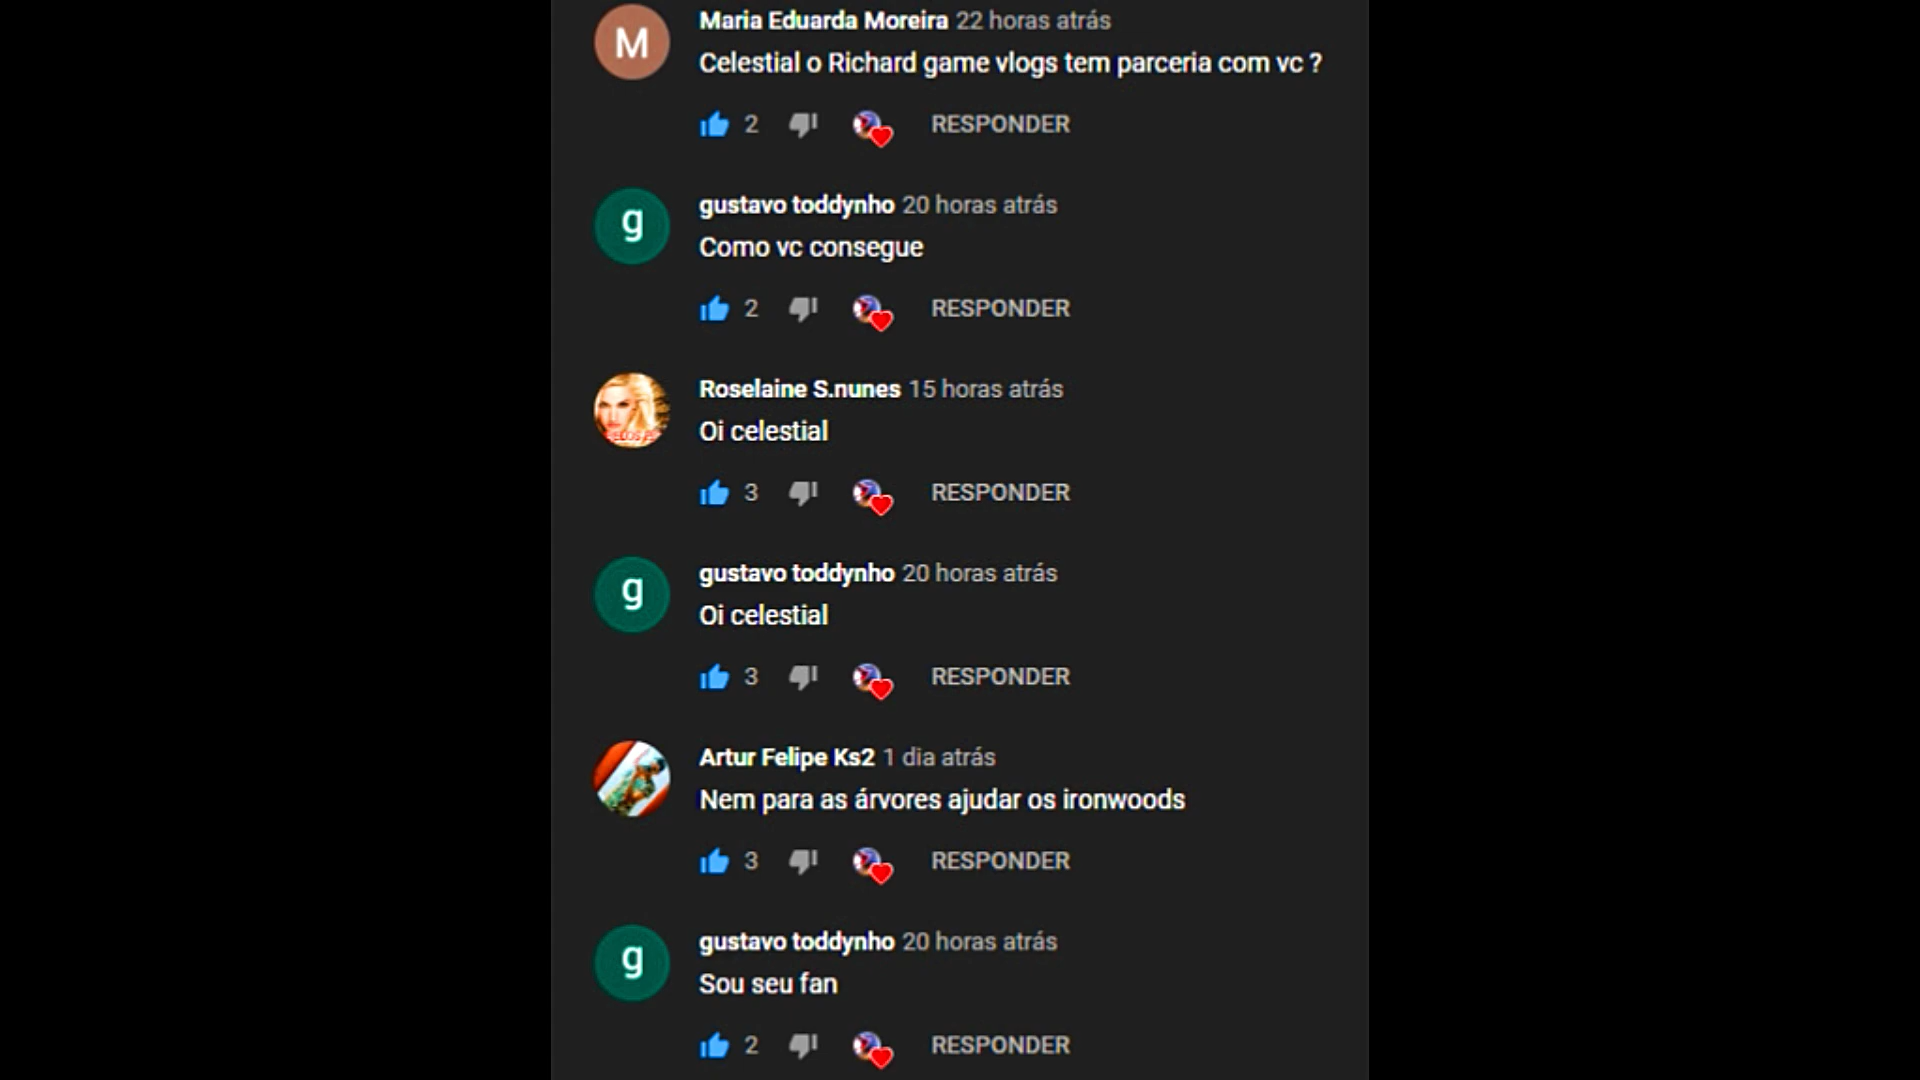 M
Maria Eduarda Moreira 22 horas atrás
Celestial o Richard game vlogs tem parceria com vc ?
2 RESPONDER
g
gustavo toddynho 20 horas atrás
Como vc consegue
2 RESPONDER
Roselaine S.nunes 15 horas atrás
Oi celestial
3 RESPONDER
g
gustavo toddynho 20 horas atrás
Oi celestial
3 RESPONDER
Artur Felipe Ks2 1 dia atrás
Nem para as árvores ajudar os ironwoods
3 RESPONDER
g
gustavo toddynho 20 horas atrás
Sou seu fan
2 RESPONDER